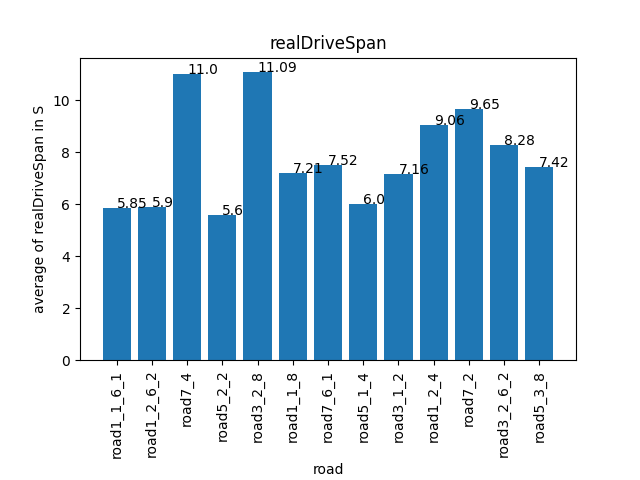 realDriveSpan
average of realDriveSpan in S
10
8
6
4
2
0
5.85
5.9
11.0
5.6
11.09
7.21
7.52
6.0
7.16
9.06
9.65
8.28
7.42
road1_1_6_1
road1_2_6_2
road7_4
road5_2_2
road3_2_8
road1_1_8
road7_6_1
road5_1_4
road3_1_2
road1_2_4
road7_2
road3_2_6_2
road5_3_8
road